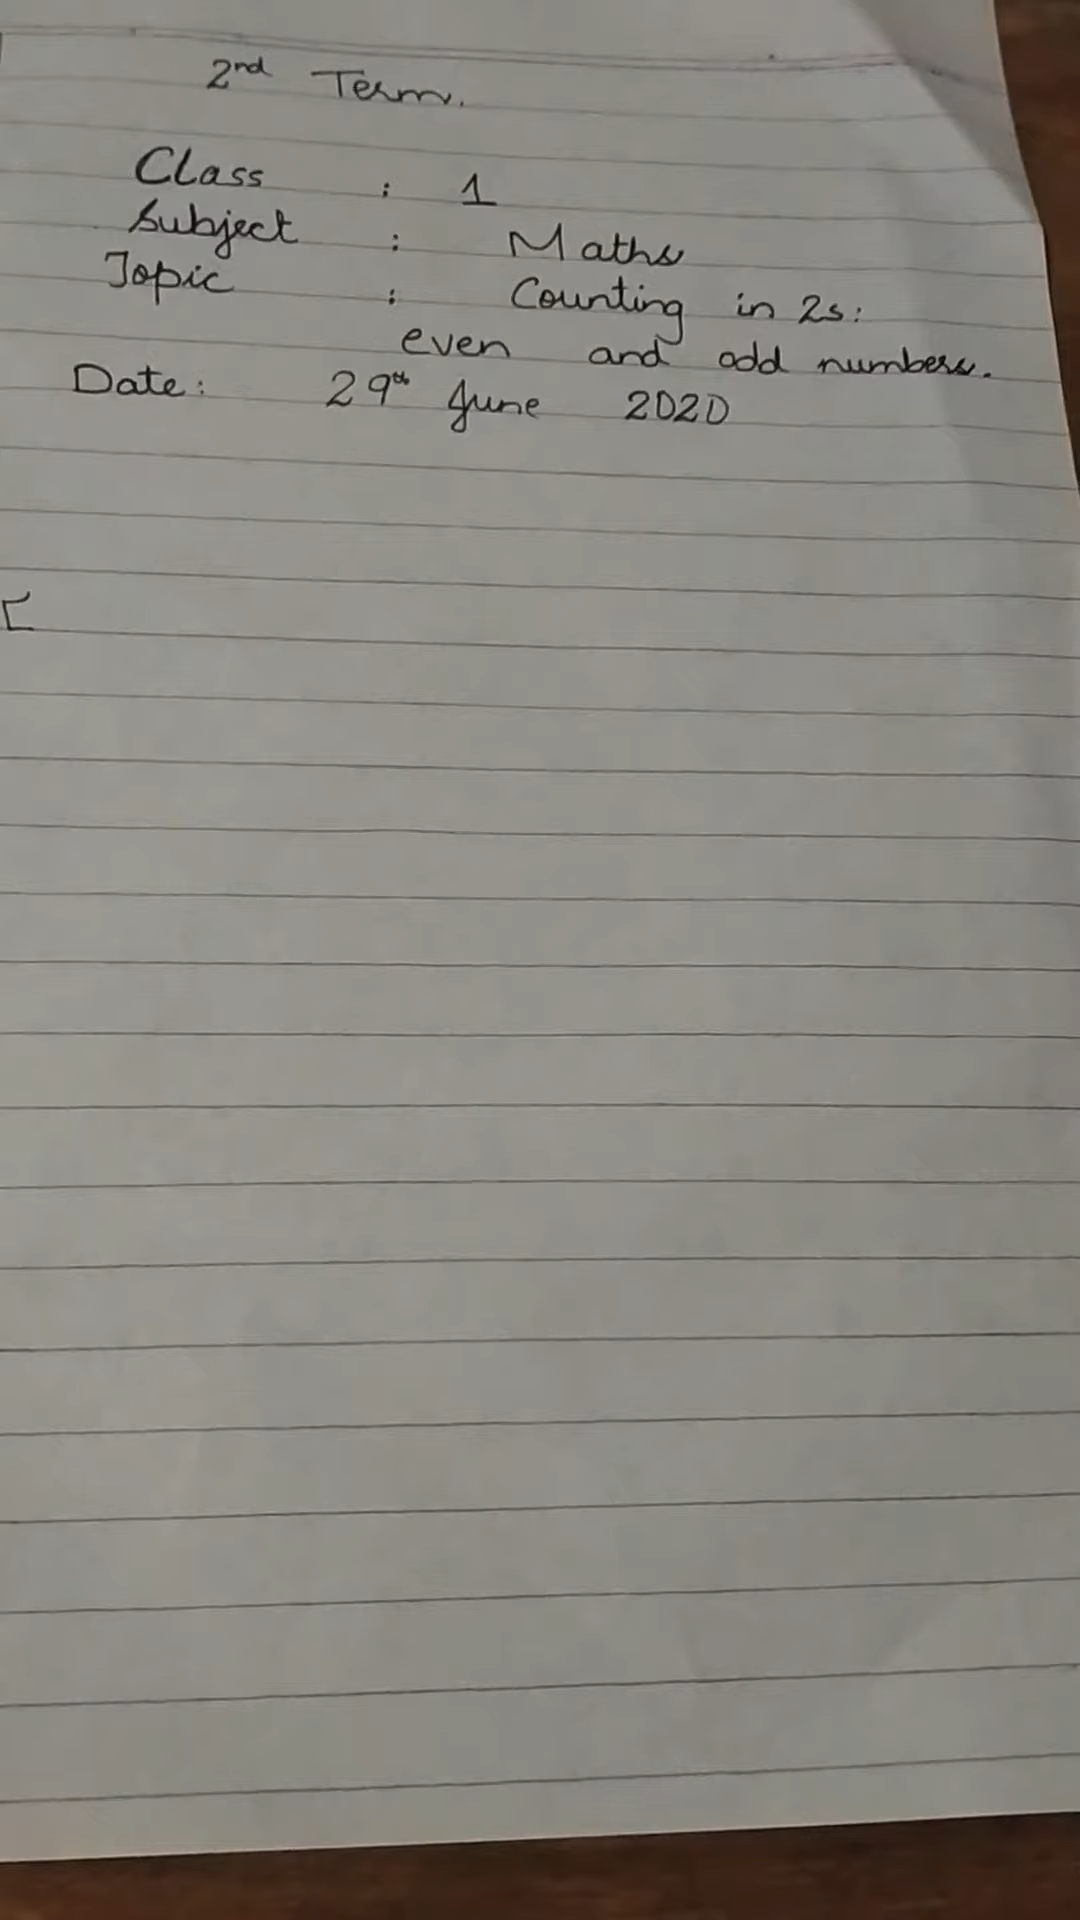 2nd Term.
Class : 1
Subject : Maths
Topic : Counting in 2s:
even and odd numbers.
Date: 29th June 2020